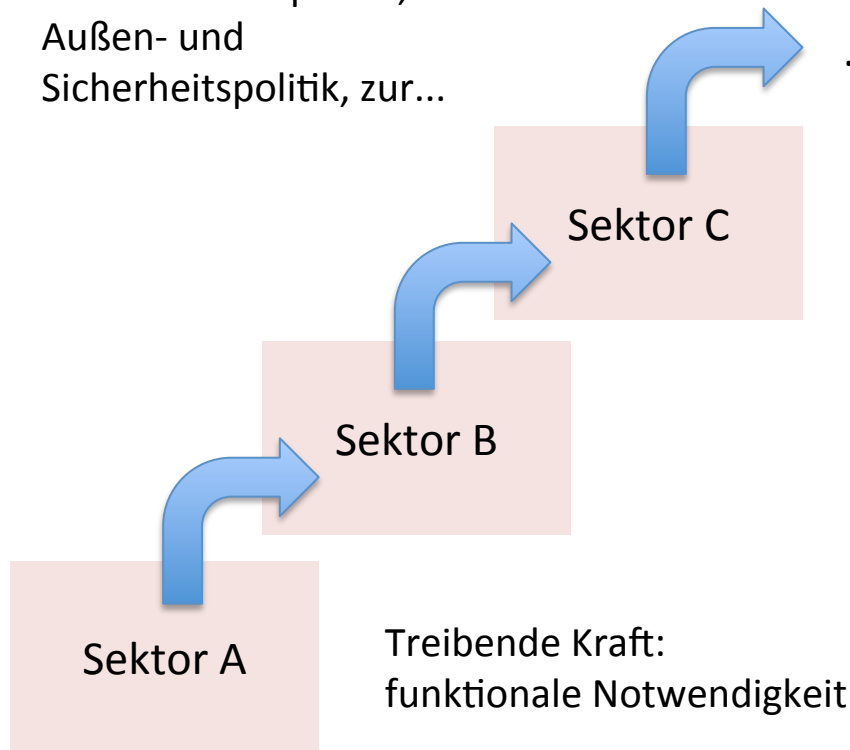 Außen- und
Sicherheitspolitik, zur...
Sektor C
Sektor B
Sektor A
Treibende Kraft:
funktionale Notwendigkeit